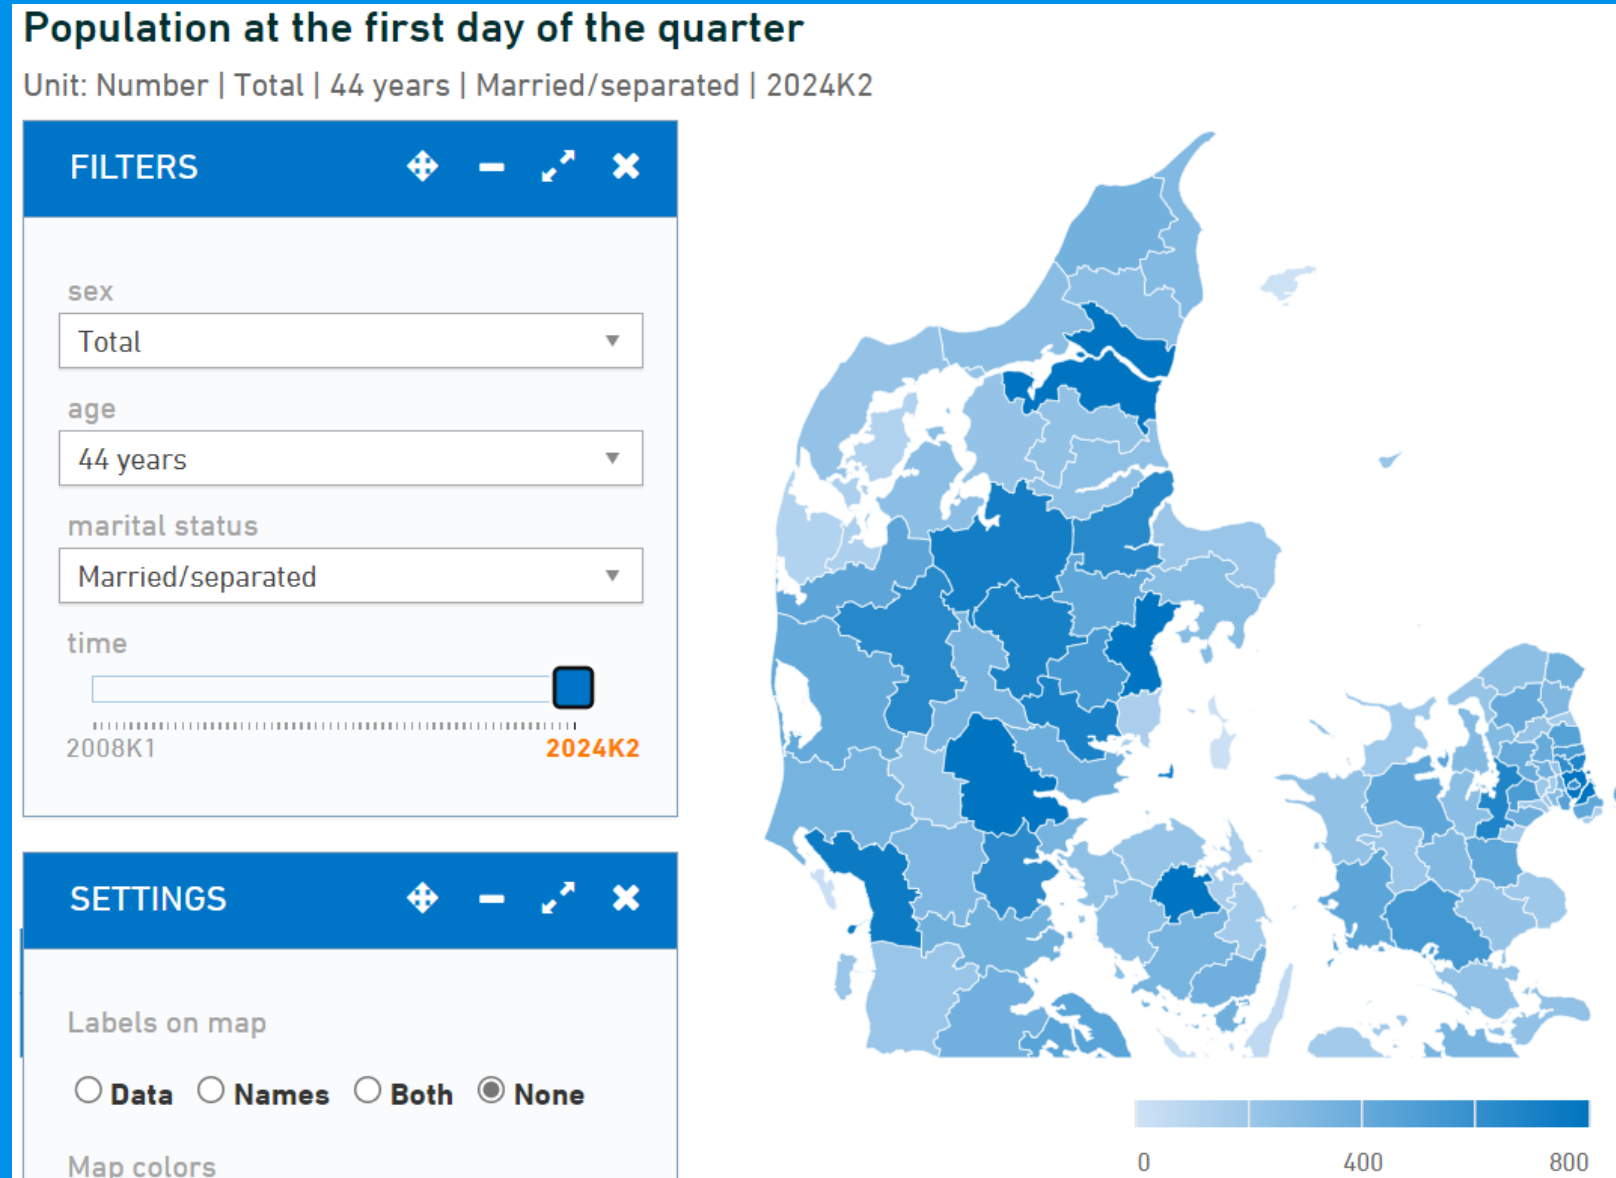 Population at the first day of the quarter
Unit: Number | Total | 44 years | Married/separated | 2024K2
FILTERS
sex
Total
age
44 years
marital status
Married/separated
time
2008K1 2024K2
SETTINGS
Labels on map
Data Names Both None
Map colors
0 400 800